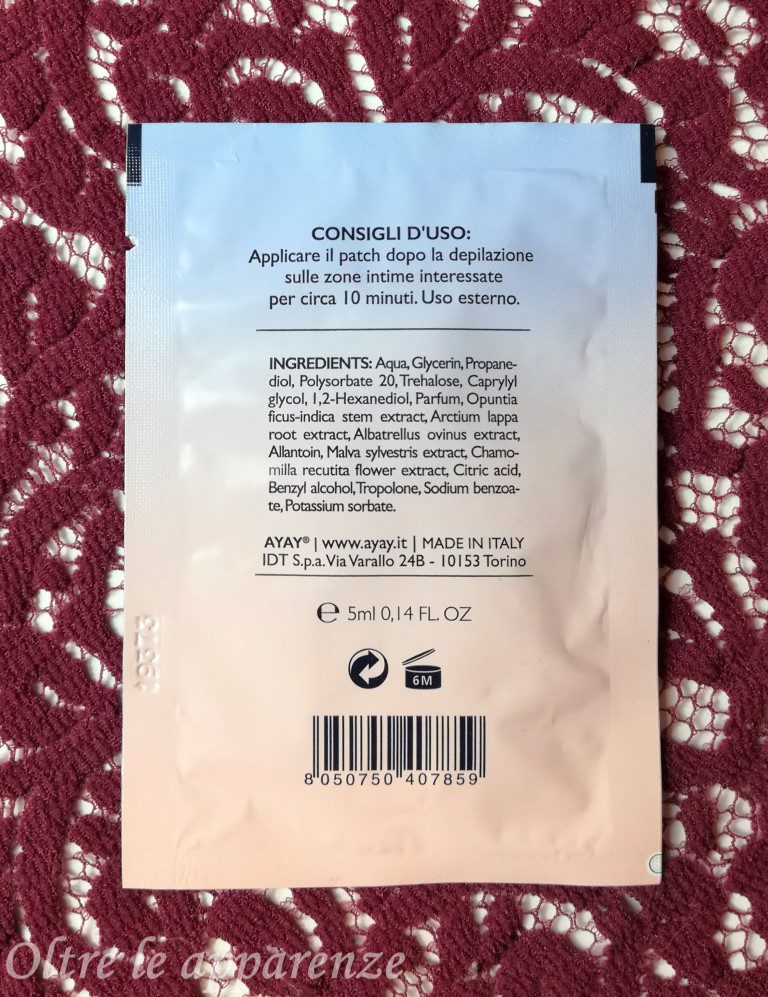 CONSIGLI D'USO:
Applicare il patch dopo la depilazione
sulle zone intime interessate
per circa 10 minuti. Uso esterno.
INGREDIENTS: Aqua, Glycerin, Propane-
diol, Polysorbate 20, Trehalose, Caprylyl
glycol, 1,2-Hexanediol, Parfum, Opuntia
ficus-indica stem extract, Arctium lappa
root extract, Albatrellus ovinus extract,
Allantoin, Malva sylvestris extract, Chamo-
milla recutita flower extract, Citric acid,
Benzyl alcohol, Tropolone, Sodium benzoa-
te, Potassium sorbate.
AYAY® | www.ayay.it | MADE IN ITALY
IDT S.p.a. Via Varallo 24B - 10153 Torino
℮ 5ml 0,14 FL. OZ
6M
19373
8 050750 407859
Oltre le apparenze